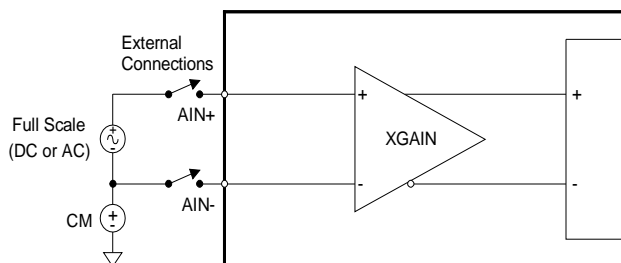 External
Connections
AIN+
Full Scale
(DC or AC)
+
-
AIN-
CM
+
-
+
-
XGAIN
+
-